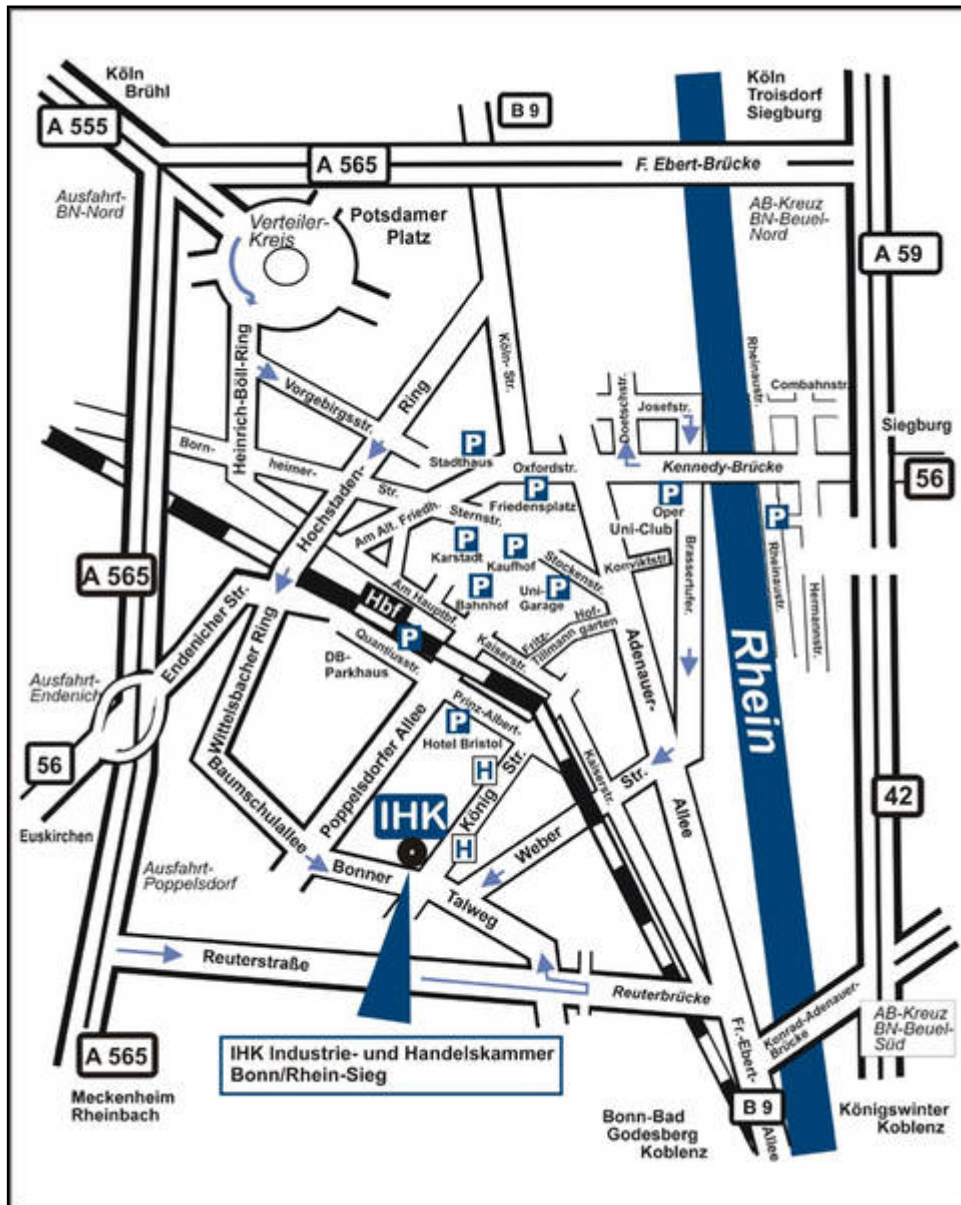 Köln
Brühl
A 555
B 9
Köln
Troisdorf
Siegburg
A 565
F. Ebert-Brücke
Ausfahrt-
BN-Nord
Verteiler-
Kreis
Potsdamer
Platz
AB-Kreuz
BN-Beuel-
Nord
A 59
Heinrich-Böll-Ring
Vorgebirgsstr.
Ring
Köln-Str.
Doetschstr.
Josefstr.
Rheinaustr.
Combahnstr.
Siegburg
Born-
heimer-
Str.
Hochstaden-
P
Stadthaus
Oxfordstr.
Kennedy-Brücke
56
P
Friedensplatz
P
Oper
Uni-Club
P
Rheinaustr.
Am Alt. Friedh.
Sternstr.
P
Karstadt
P
Kaufhof
Stockenstr.
Konviktstr.
Brassertufer.
Hermannstr.
A 565
Endenicher Str.
Hbf
Am Hauptbf.
P
Bahnhof
P
Uni-
Garage
Hof-
garten
Fritz-
Tillmann
Kaiserstr.
Adenauer-
Rhein
P
Quantiusstr.
DB-
Parkhaus
Ausfahrt-
Endenich
Wittelsbacher Ring
Poppelsdorfer Allee
Prinz-Albert-
Str.
P
Hotel Bristol
56
Euskirchen
Baumschulallee
IHK
H
König
H
Kaiserstr.
Str.
Weber
Allee
42
Ausfahrt-
Poppelsdorf
Bonner
Talweg
Reuterstraße
Reuterbrücke
Fr.-Ebert-
Allee
Konrad-Adenauer-
Brücke
AB-Kreuz
BN-Beuel-
Süd
A 565
Meckenheim
Rheinbach
IHK Industrie- und Handelskammer
Bonn/Rhein-Sieg
B 9
Bonn-Bad
Godesberg
Koblenz
Königswinter
Koblenz